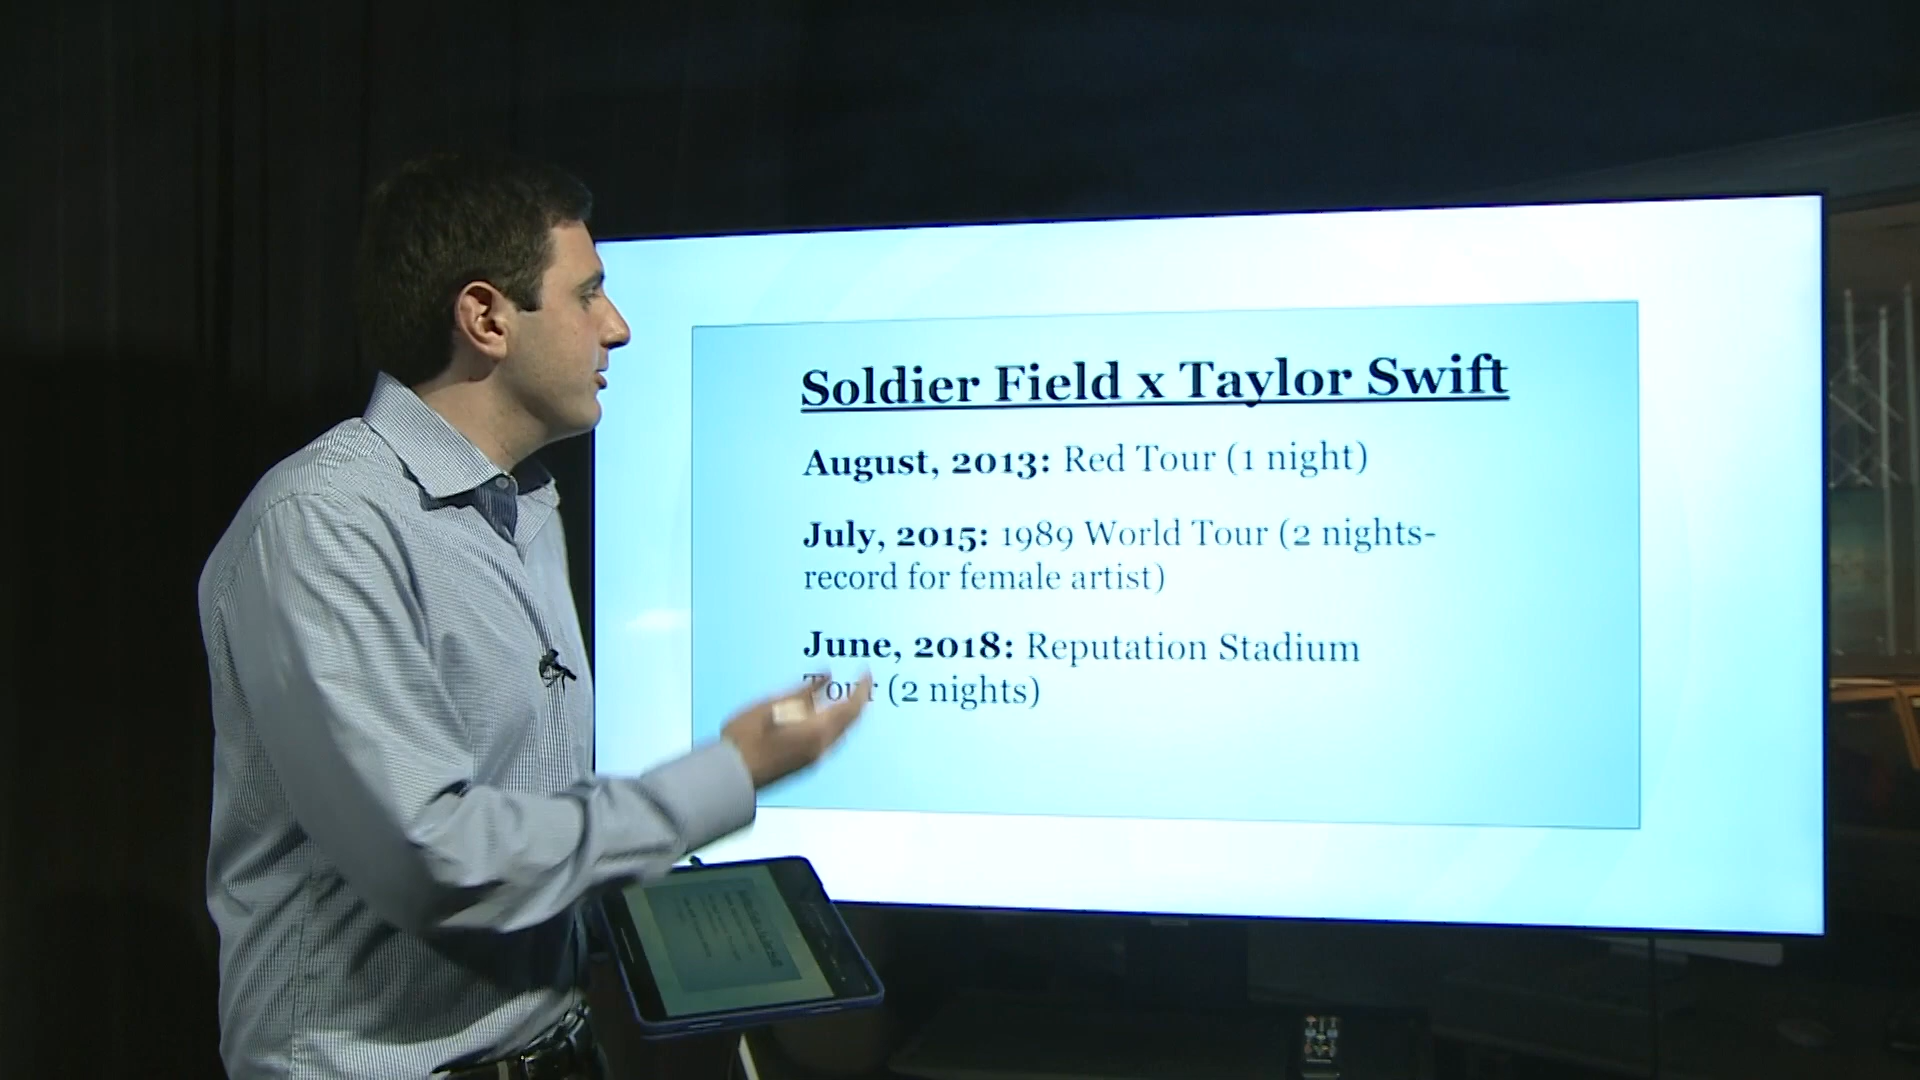 Soldier Field x Taylor Swift
August, 2013: Red Tour (1 night)
July, 2015: 1989 World Tour (2 nights-
record for female artist)
June, 2018: Reputation Stadium
Tour (2 nights)